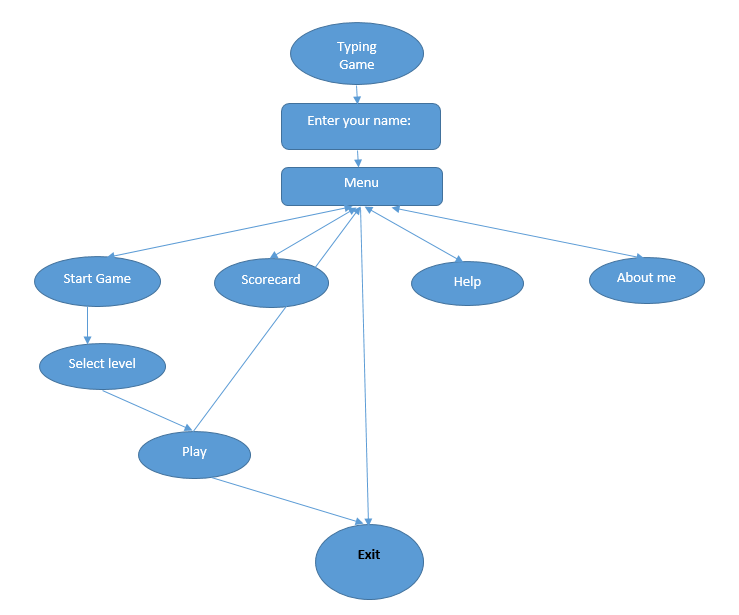 Typing
Game
Enter your name:
Menu
Start Game
Scorecard
Help
About me
Select level
Play
Exit